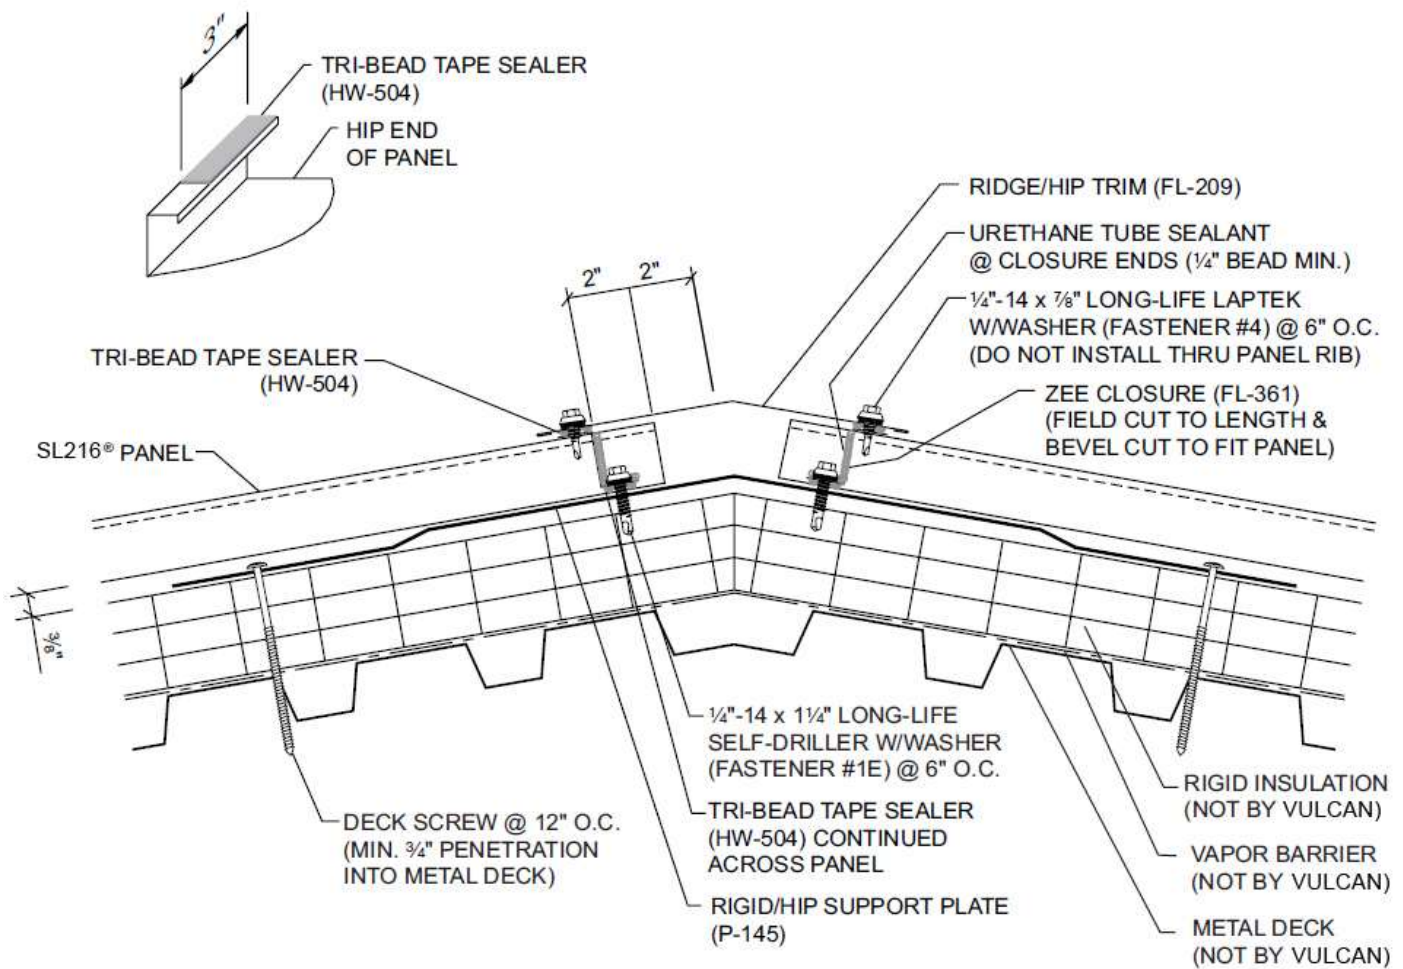 3"
TRI-BEAD TAPE SEALER
(HW-504)
HIP END
OF PANEL
RIDGE/HIP TRIM (FL-209)
URETHANE TUBE SEALANT
@ CLOSURE ENDS (¼" BEAD MIN.)
2" 2"
¼"-14 x ⅞" LONG-LIFE LAPTEK
W/WASHER (FASTENER #4) @ 6" O.C.
(DO NOT INSTALL THRU PANEL RIB)
TRI-BEAD TAPE SEALER
(HW-504)
ZEE CLOSURE (FL-361)
(FIELD CUT TO LENGTH &
BEVEL CUT TO FIT PANEL)
SL216® PANEL
⅜"
¼"-14 x 1¼" LONG-LIFE
SELF-DRILLER W/WASHER
(FASTENER #1E) @ 6" O.C.
DECK SCREW @ 12" O.C.
(MIN. ¾" PENETRATION
INTO METAL DECK)
TRI-BEAD TAPE SEALER
(HW-504) CONTINUED
ACROSS PANEL
RIGID/HIP SUPPORT PLATE
(P-145)
RIGID INSULATION
(NOT BY VULCAN)
VAPOR BARRIER
(NOT BY VULCAN)
METAL DECK
(NOT BY VULCAN)